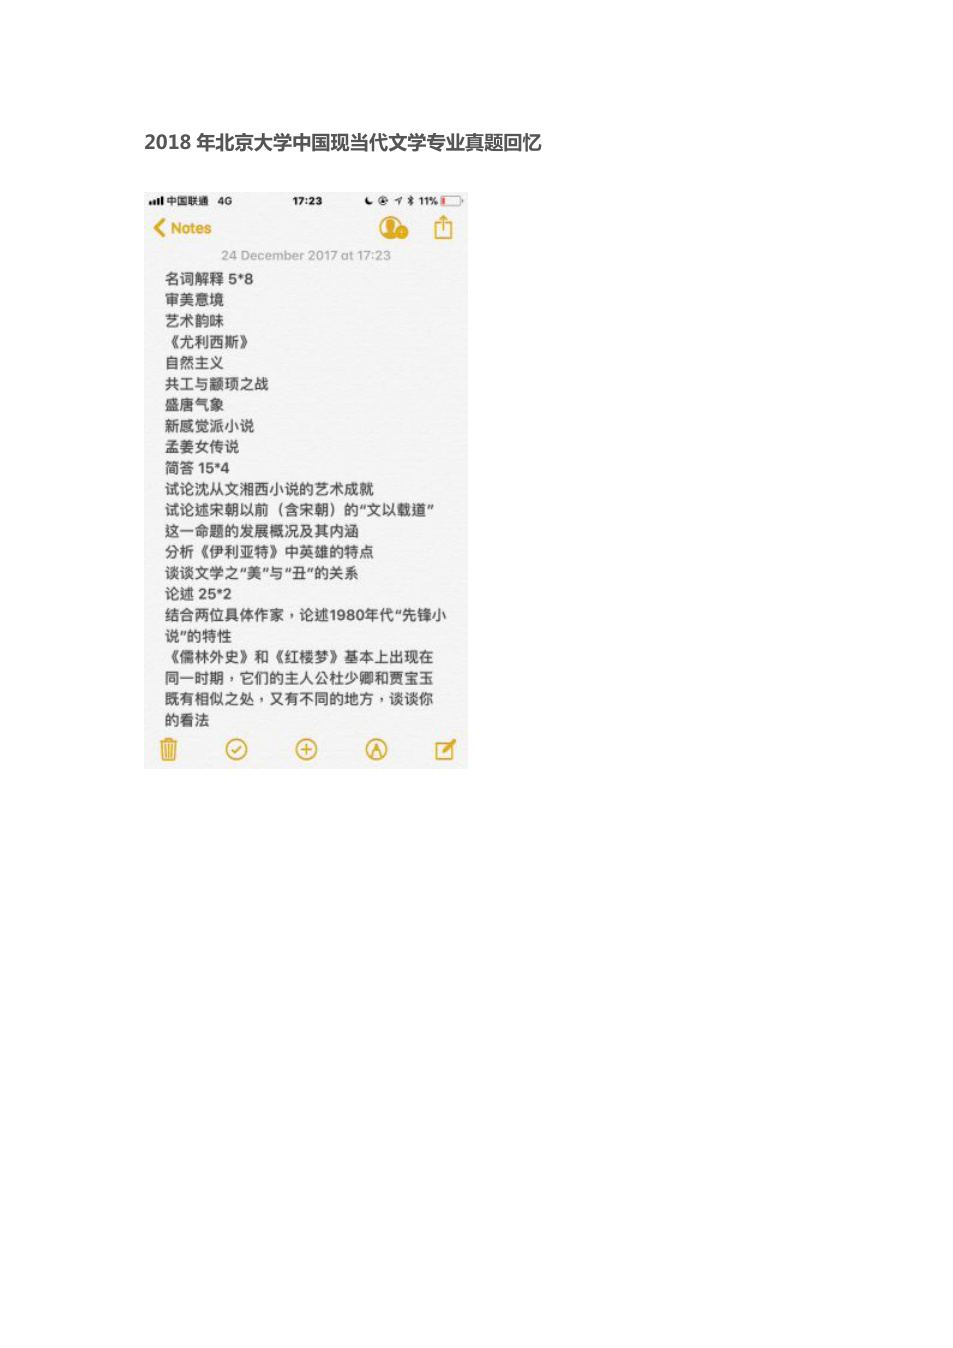 2018 年北京大学中国现当代文学专业真题回忆
中国联通 4G 17:23 11%
Notes
24 December 2017 at 17:23
名词解释 5*8
审美意境
艺术韵味
《尤利西斯》
自然主义
共工与颛顼之战
盛唐气象
新感觉派小说
孟姜女传说
简答 15*4
试论沈从文湘西小说的艺术成就
试论述宋朝以前（含宋朝）的“文以载道”
这一命题的发展概况及其内涵
分析《伊利亚特》中英雄的特点
谈谈文学之“美”与“丑”的关系
论述 25*2
结合两位具体作家，论述1980年代“先锋小
说”的特性
《儒林外史》和《红楼梦》基本上出现在
同一时期，它们的主人公杜少卿和贾宝玉
既有相似之处，又有不同的地方，谈谈你
的看法